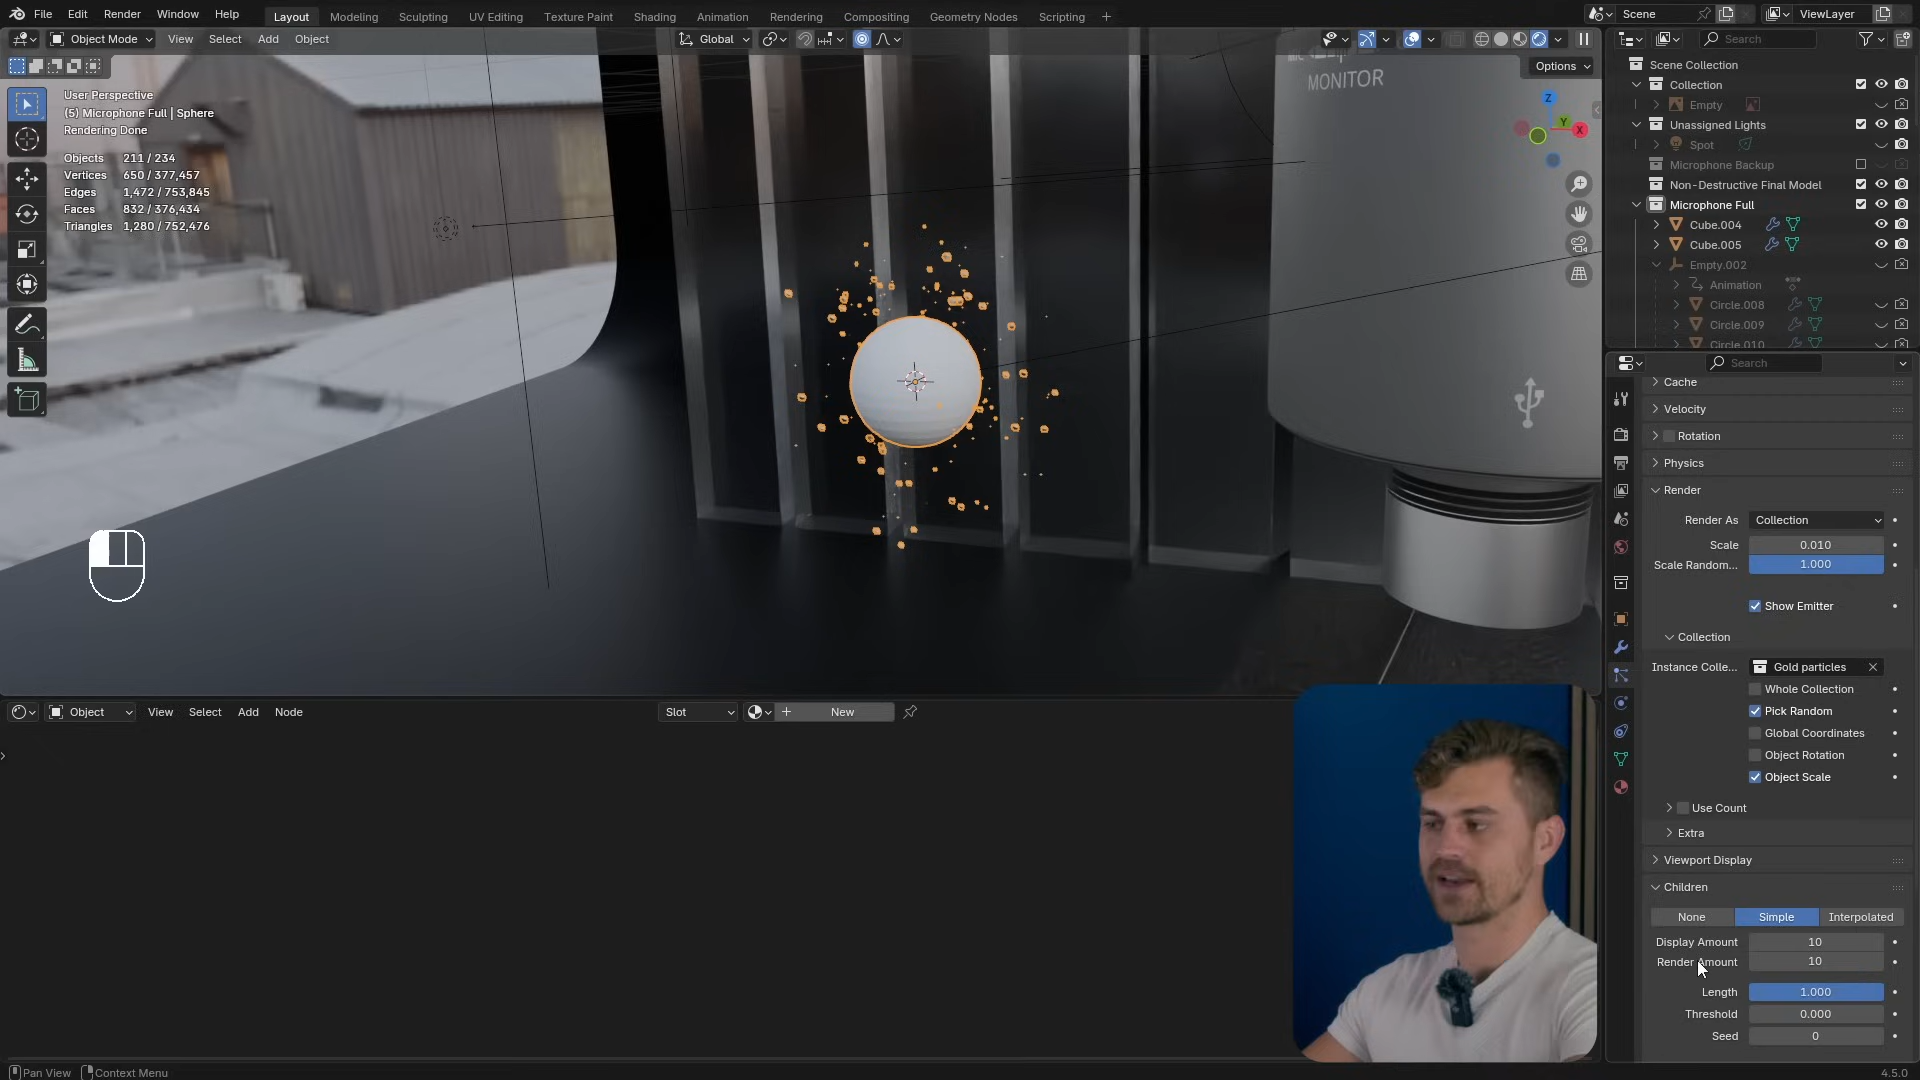 File Edit Render Window Help Layout Modeling Sculpting UV Editing Texture Paint Shading Animation Rendering Compositing Geometry Nodes Scripting + Scene ViewLayer
Object Mode View Select Add Object Global Search
Options
User Perspective
(5) Microphone Full | Sphere
Rendering Done
Objects 211 / 234
Vertices 650 / 377,457
Edges 1,472 / 753,845
Faces 832 / 376,434
Triangles 1,280 / 752,476
MONITOR
Z
Y
X
Scene Collection
Collection
Empty
Unassigned Lights
Spot
Microphone Backup
Non-Destructive Final Model
Microphone Full
Cube.004
Cube.005
Empty.002
Animation
Circle.008
Circle.009
Circle.010
Search
Cache
Velocity
Rotation
Physics
Render
Render As Collection
Scale 0.010
Scale Random... 1.000
Show Emitter
Collection
Instance Colle... Gold particles
Whole Collection
Pick Random
Global Coordinates
Object Rotation
Object Scale
Use Count
Extra
Viewport Display
Children
None Simple Interpolated
Display Amount 10
Render Amount 10
Length 1.000
Threshold 0.000
Seed 0
Object View Select Add Node Slot + New
Pan View Context Menu 4.5.0